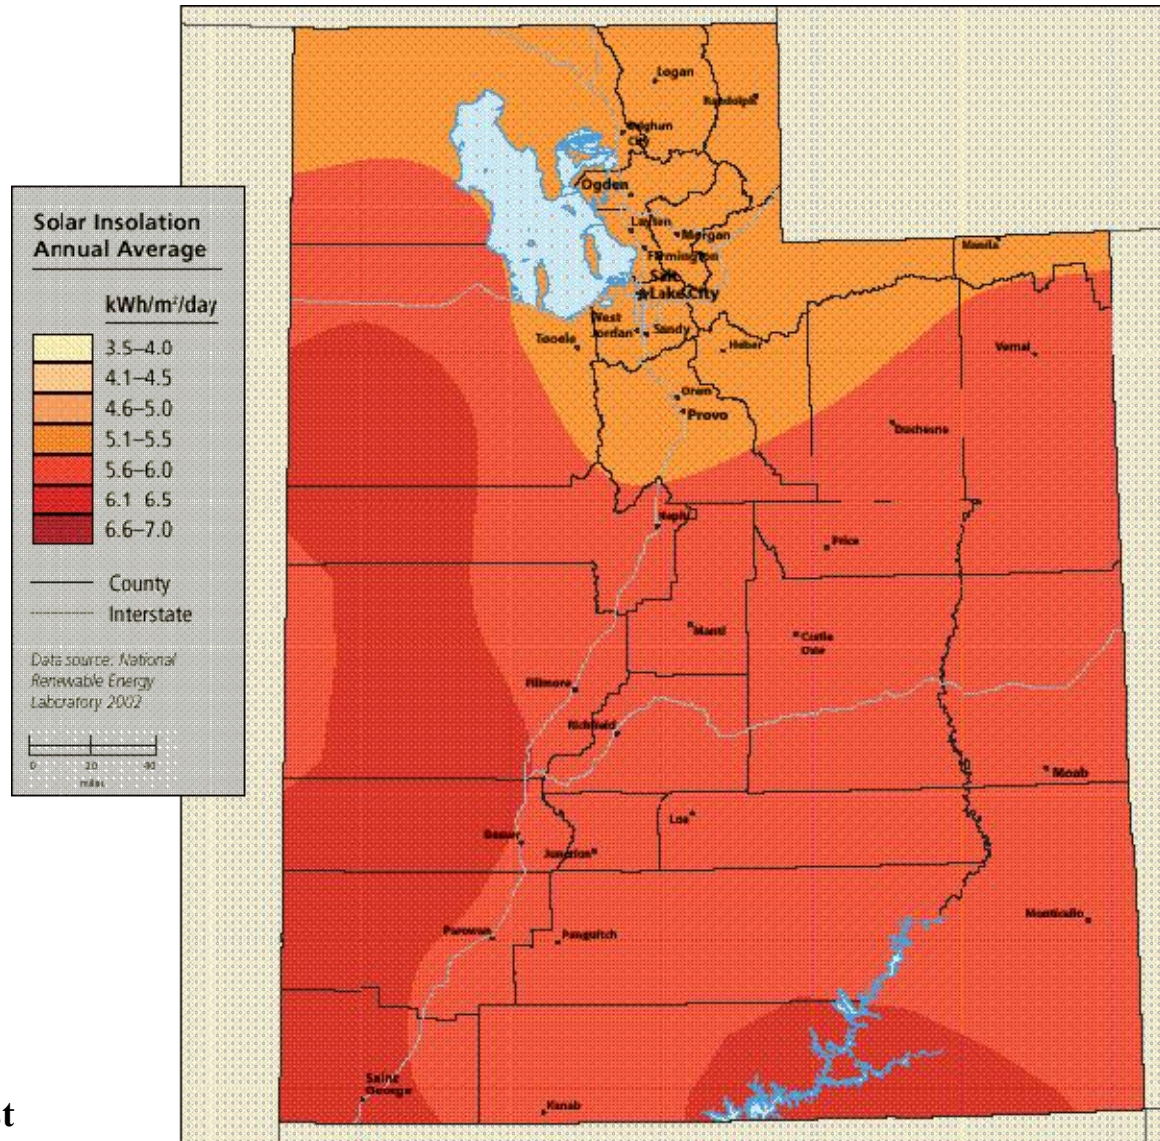 Solar Insolation
Annual Average
kWh/m²/day
3.5–4.0
4.1–4.5
4.6–5.0
5.1–5.5
5.6–6.0
6.1 6.5
6.6–7.0
County
Interstate
Data source: National
Renewable Energy
Laboratory 2002
0 20 40
miles
Logan
Randolph
Brigham
City
Ogden
Layton
Morgan
Farmington
Salt
Lake City
West
Jordan
Sandy
Tooele
Heber
Manila
Vernal
Orem
Provo
Duchesne
Nephi
Price
Manti
Castle
Dale
Fillmore
Richfield
Moab
Loa
Beaver
Junction
Parowan
Panguitch
Monticello
Saint
George
Kanab